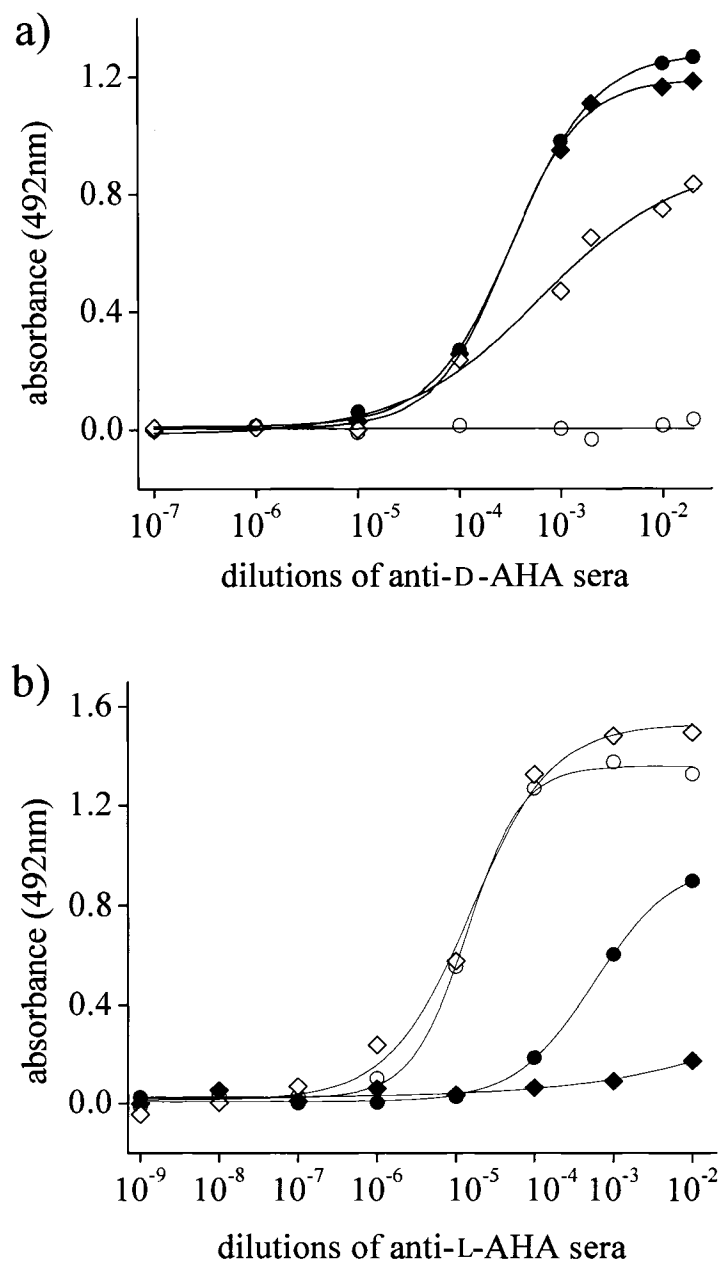 a)
absorbance (492nm)
1.2
0.8
0.4
0.0
10⁻⁷ 10⁻⁶ 10⁻⁵ 10⁻⁴ 10⁻³ 10⁻²
dilutions of anti-D-AHA sera
b)
absorbance (492nm)
1.6
1.2
0.8
0.4
0.0
10⁻⁹ 10⁻⁸ 10⁻⁷ 10⁻⁶ 10⁻⁵ 10⁻⁴ 10⁻³ 10⁻²
dilutions of anti-L-AHA sera